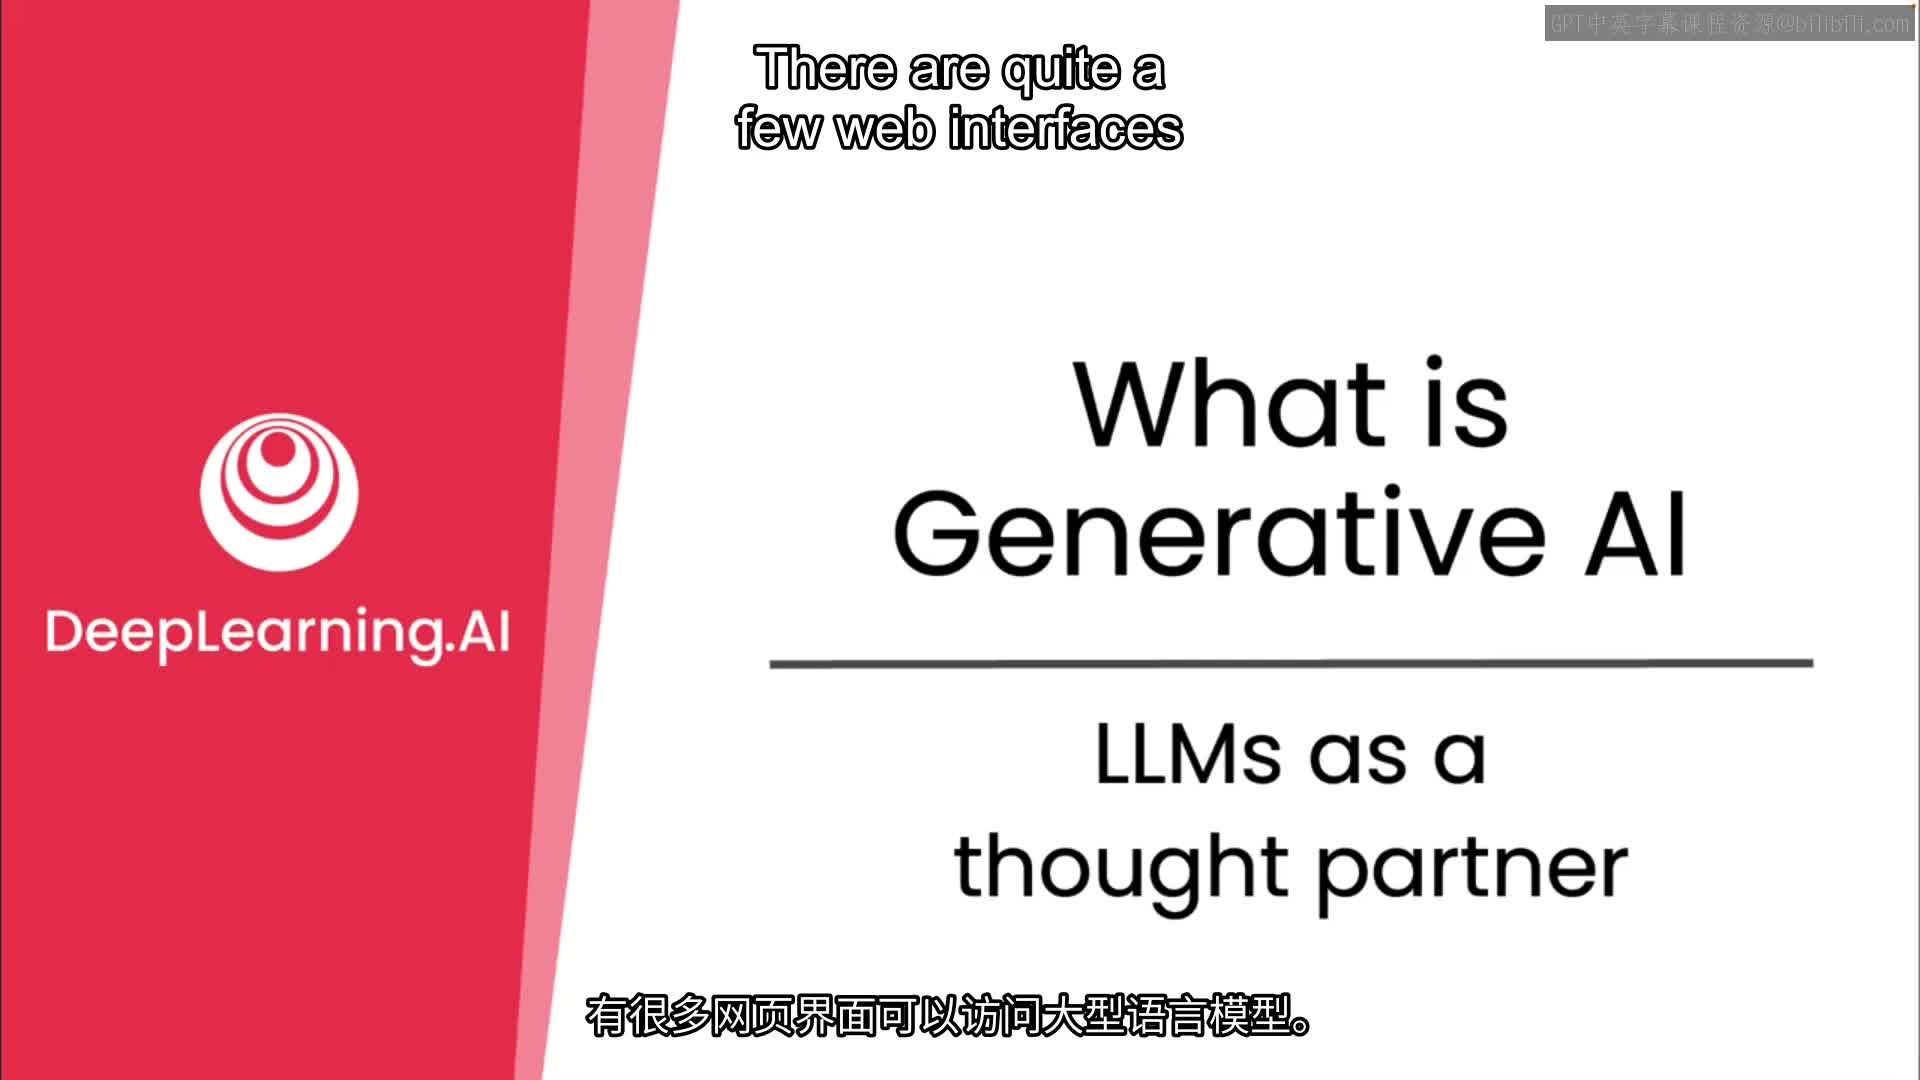 GPT中英字幕课程资源@bilibili.com
There are quite a
few web interfaces
What is
Generative AI
DeepLearning.AI
LLMs as a
thought partner
有很多网页界面可以访问大型语言模型。